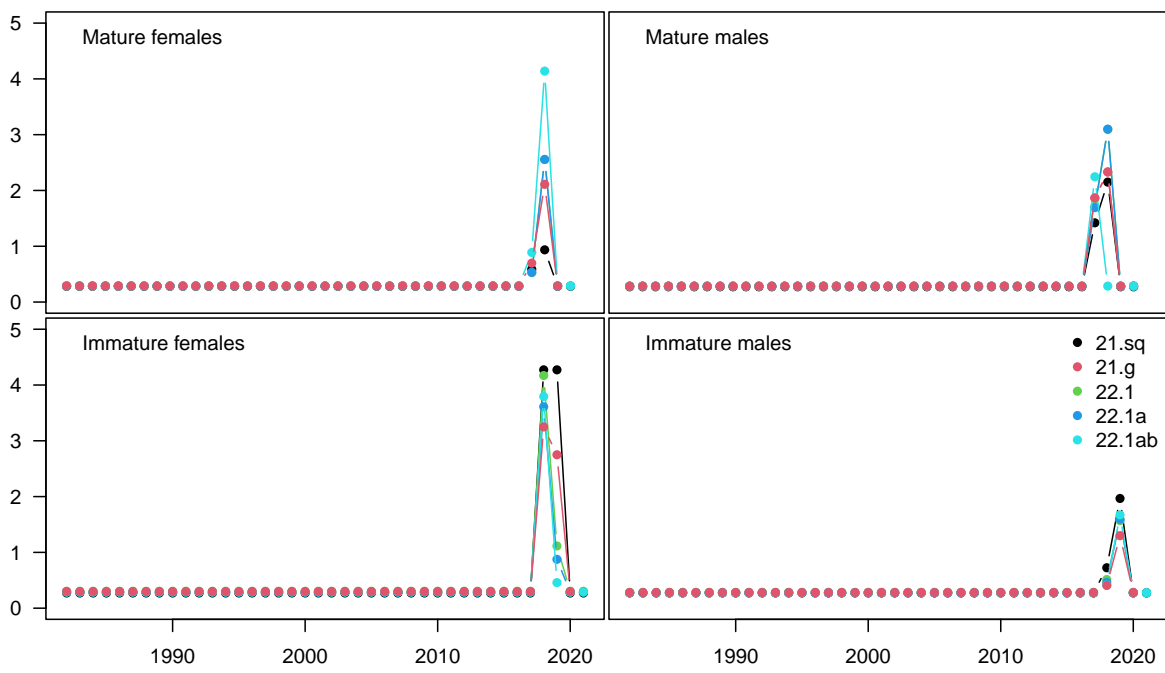 Mature females
Mature males
5
4
3
2
1
0
Immature females
Immature males
5
4
3
2
1
0
21.sq
21.g
22.1
22.1a
22.1ab
1990 2000 2010 2020
1990 2000 2010 2020